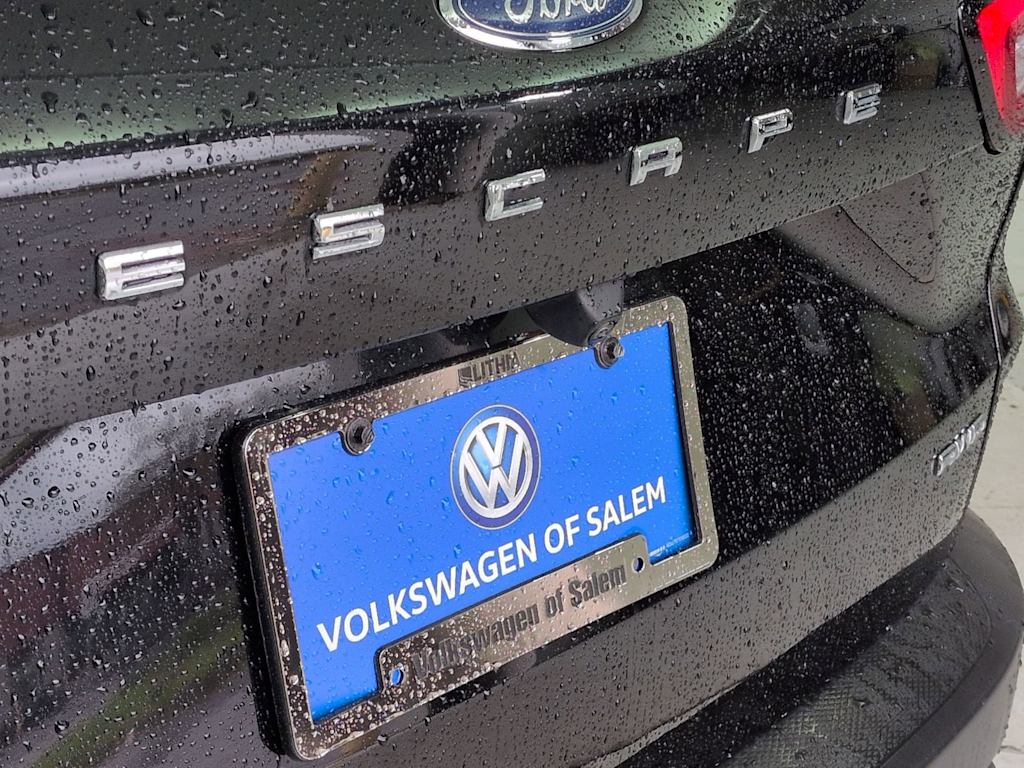 Ford
ESCAPE
LITHIA
VOLKSWAGEN OF SALEM
Volkswagen of Salem